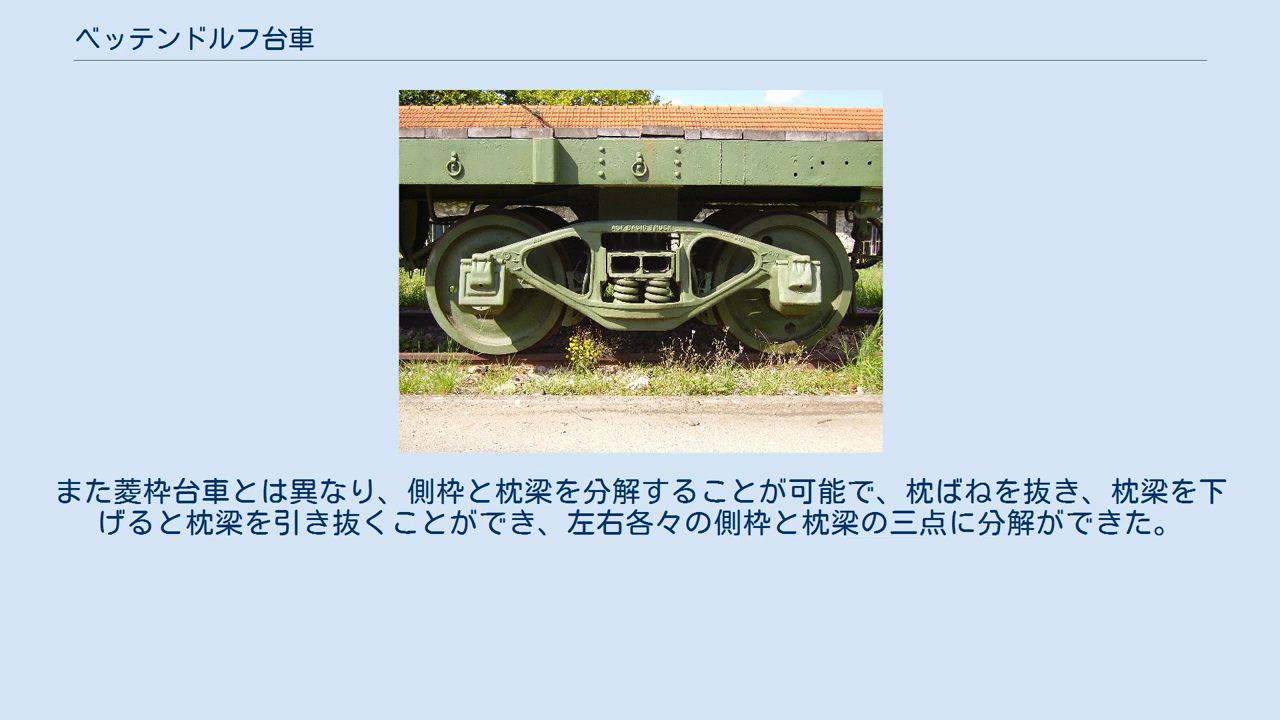 ベッテンドルフ台車
また菱枠台車とは異なり、側枠と枕梁を分解することが可能で、枕ばねを抜き、枕梁を下
げると枕梁を引き抜くことができ、左右各々の側枠と枕梁の三点に分解ができた。